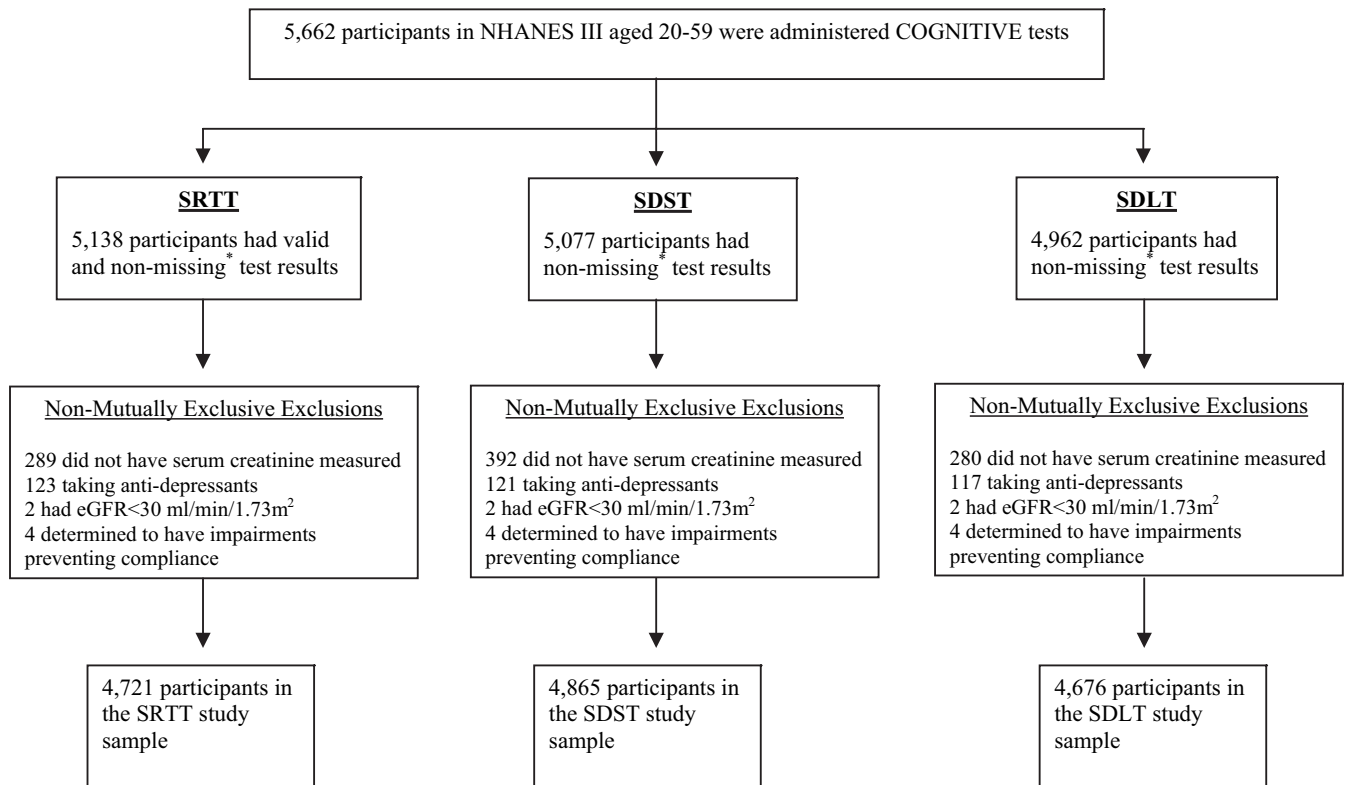 5,662 participants in NHANES III aged 20-59 were administered COGNITIVE tests
SRTT
5,138 participants had valid
and non-missing* test results
SDST
5,077 participants had
non-missing* test results
SDLT
4,962 participants had
non-missing* test results
Non-Mutually Exclusive Exclusions
289 did not have serum creatinine measured
123 taking anti-depressants
2 had eGFR<30 ml/min/1.73m²
4 determined to have impairments
preventing compliance
Non-Mutually Exclusive Exclusions
392 did not have serum creatinine measured
121 taking anti-depressants
2 had eGFR<30 ml/min/1.73m²
4 determined to have impairments
preventing compliance
Non-Mutually Exclusive Exclusions
280 did not have serum creatinine measured
117 taking anti-depressants
2 had eGFR<30 ml/min/1.73m²
4 determined to have impairments
preventing compliance
4,721 participants in
the SRTT study
sample
4,865 participants in
the SDST study
sample
4,676 participants in
the SDLT study
sample